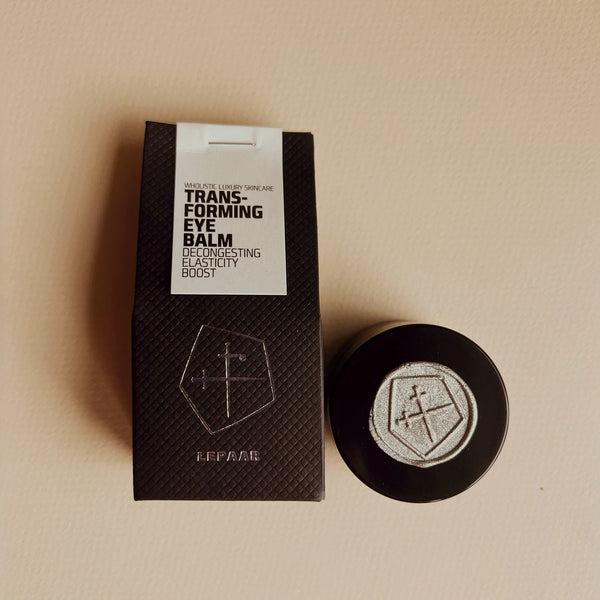 WHOLISTIC LUXURY SKINCARE
TRANS-
FORMING
EYE
BALM
DECONGESTING
ELASTICITY
BOOST
LEPAAR